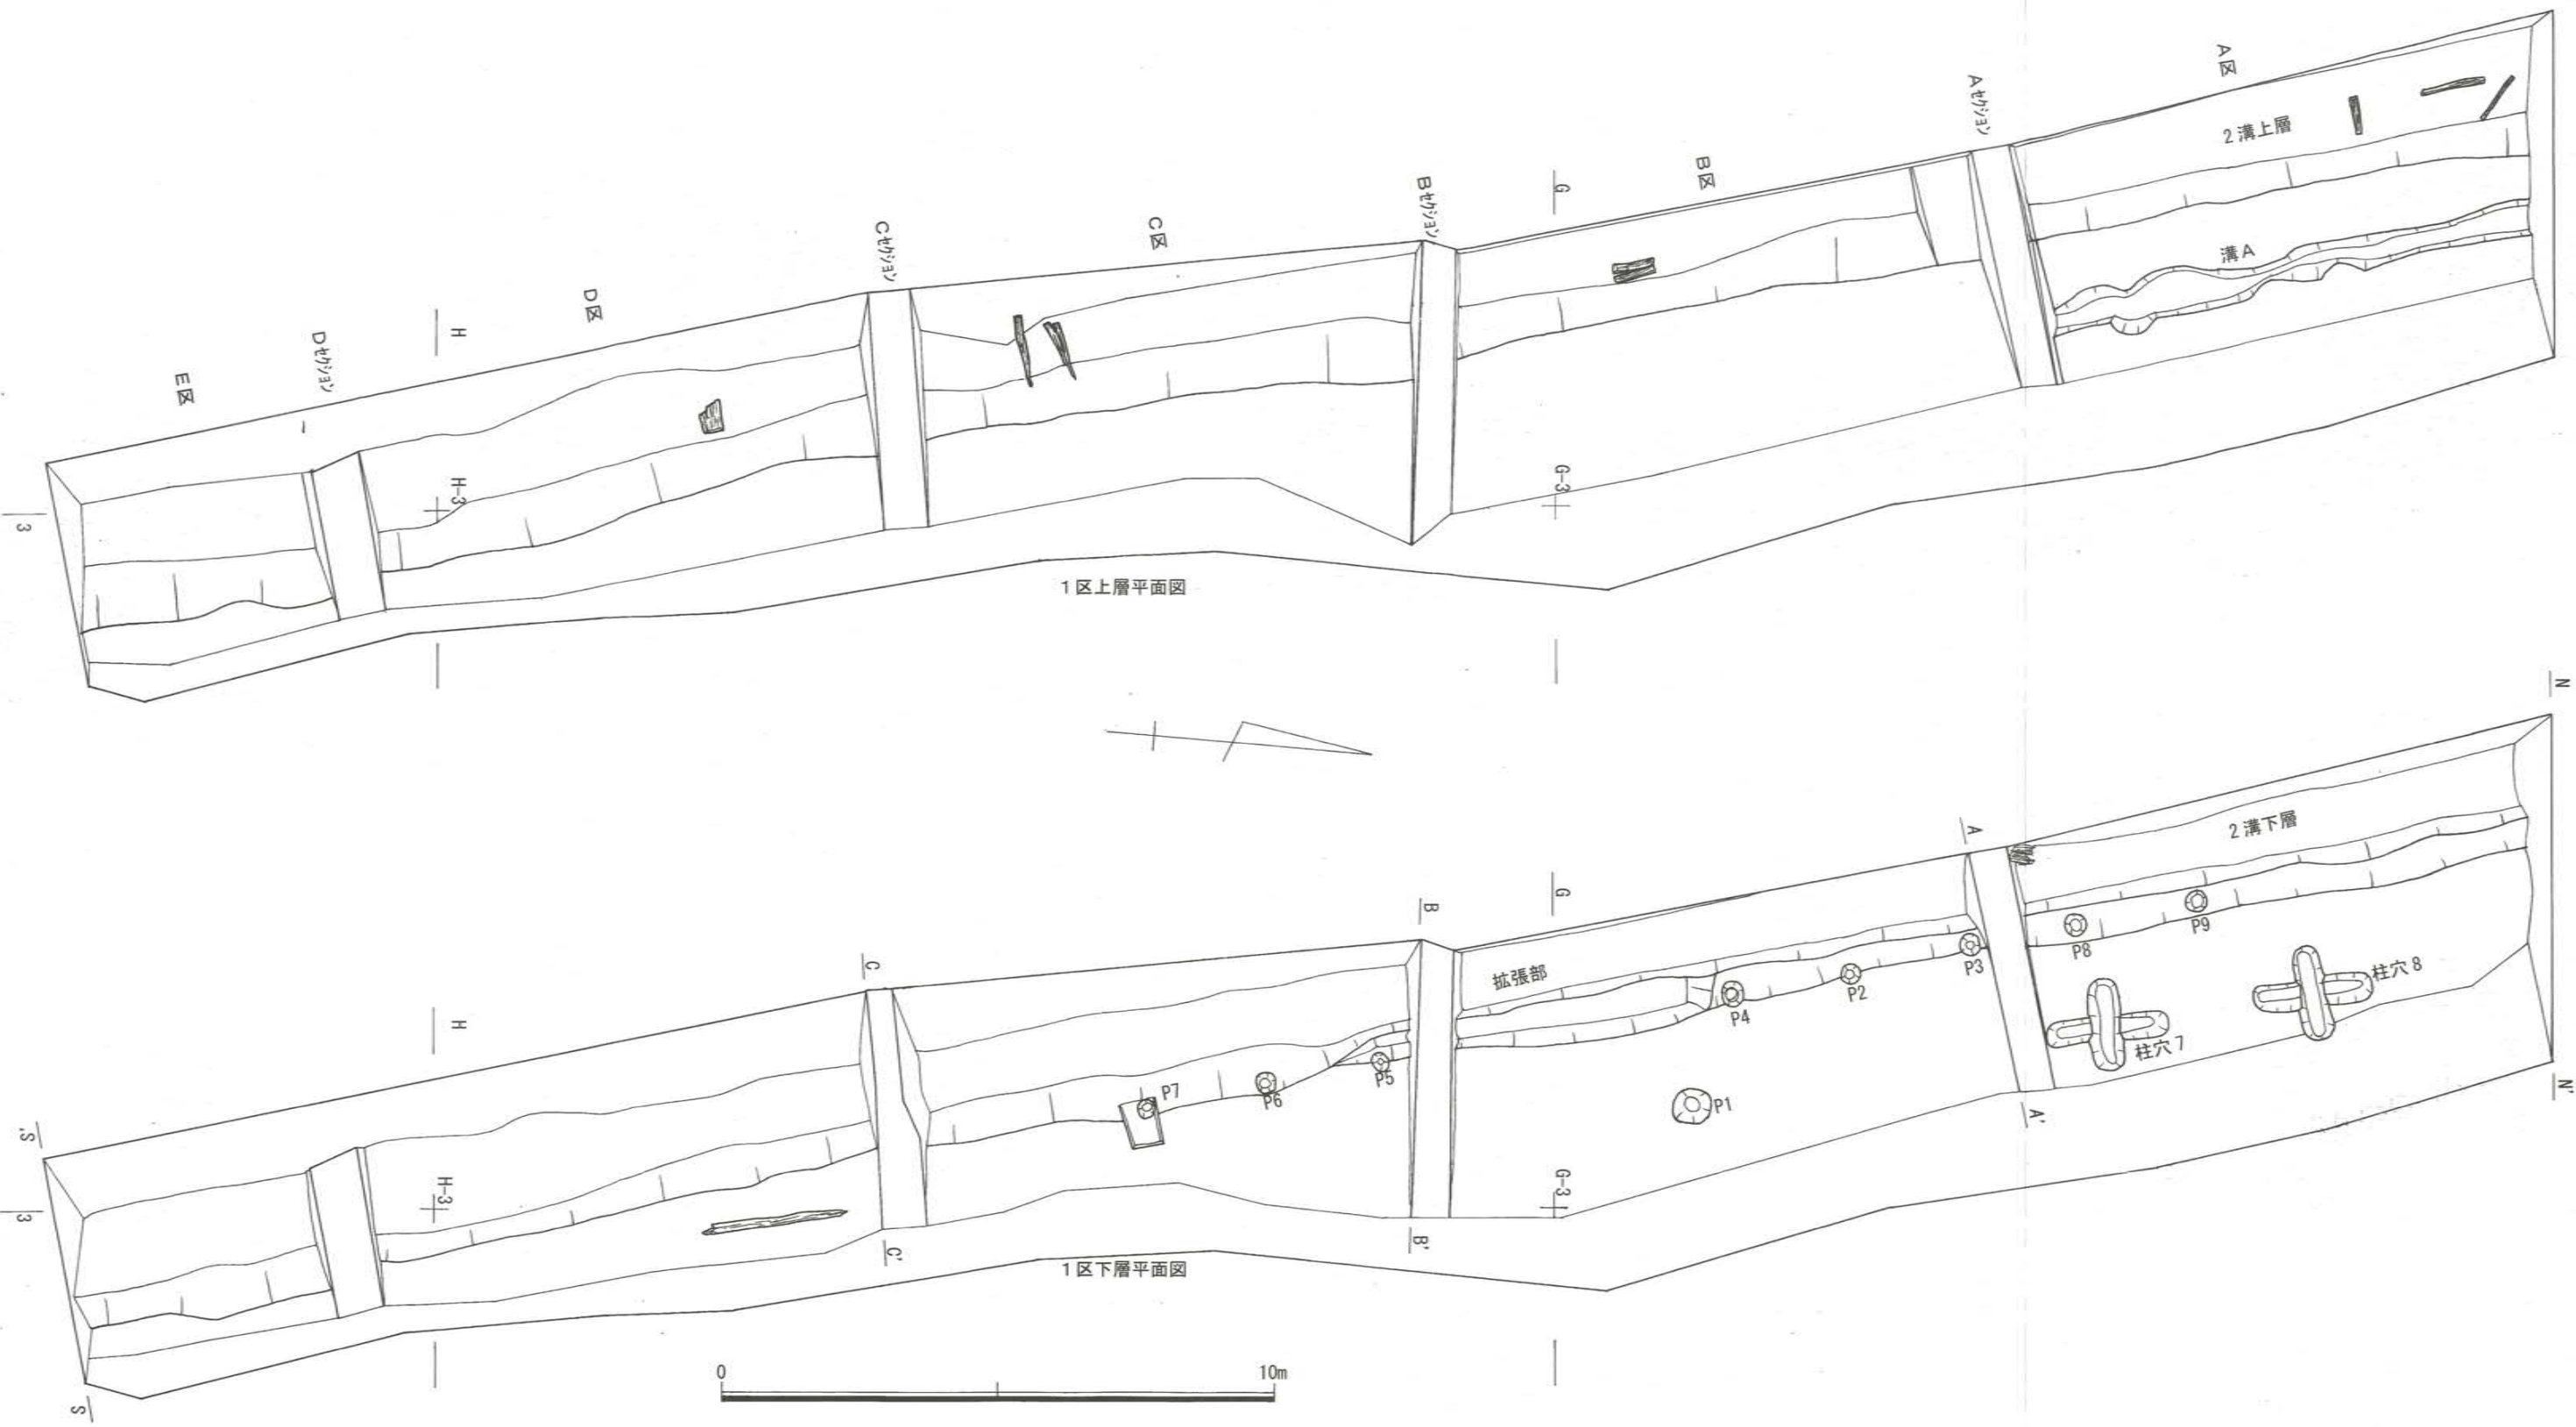 A区
Aセクション
2溝上層
溝A
B区
G
Bセクション
C区
Cセクション
D区
H
Dセクション
E区
H-3
G-3
3
1区上層平面図
N
A
2溝下層
G
B
拡張部
P9
P8
P3
P2
P4
柱穴8
柱穴7
C
P5
P6
P7
P1
H
N'
A'
S'
H-3
G-3
3
C'
B'
1区下層平面図
S
0
10m